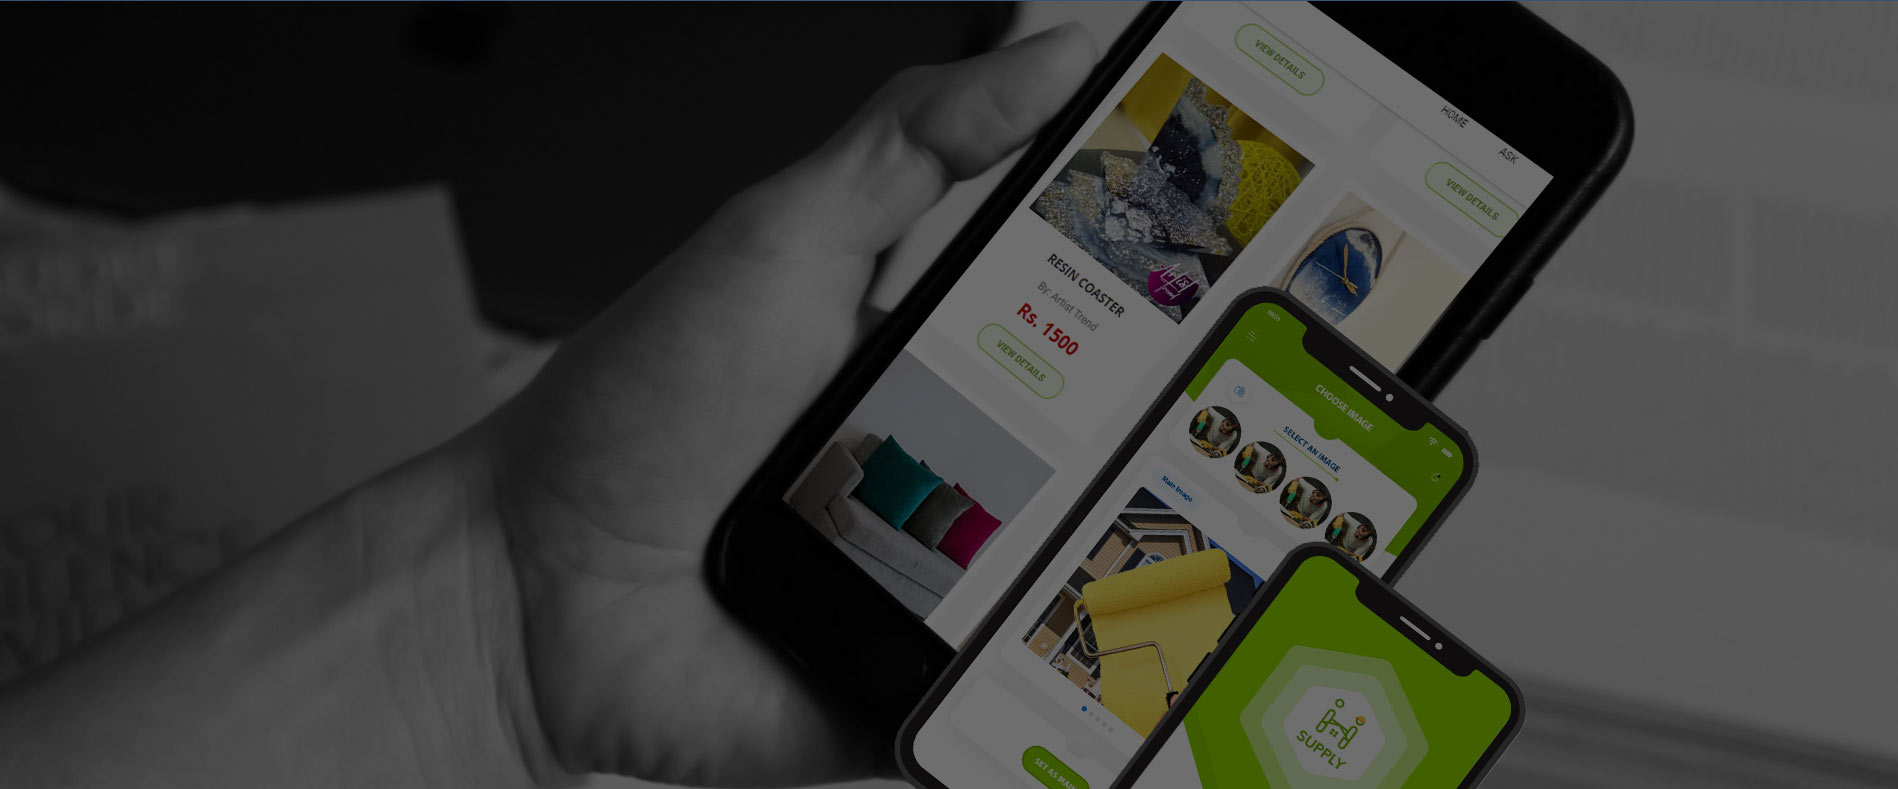 VIEW DETAILS
HOME
ASK
VIEW DETAILS
RESIN COASTER
By: Artist Trend
Rs. 1500
VIEW DETAILS
CHOOSE IMAGE
SELECT AN IMAGE
Main Image
SET AS MAI
SUPPLY